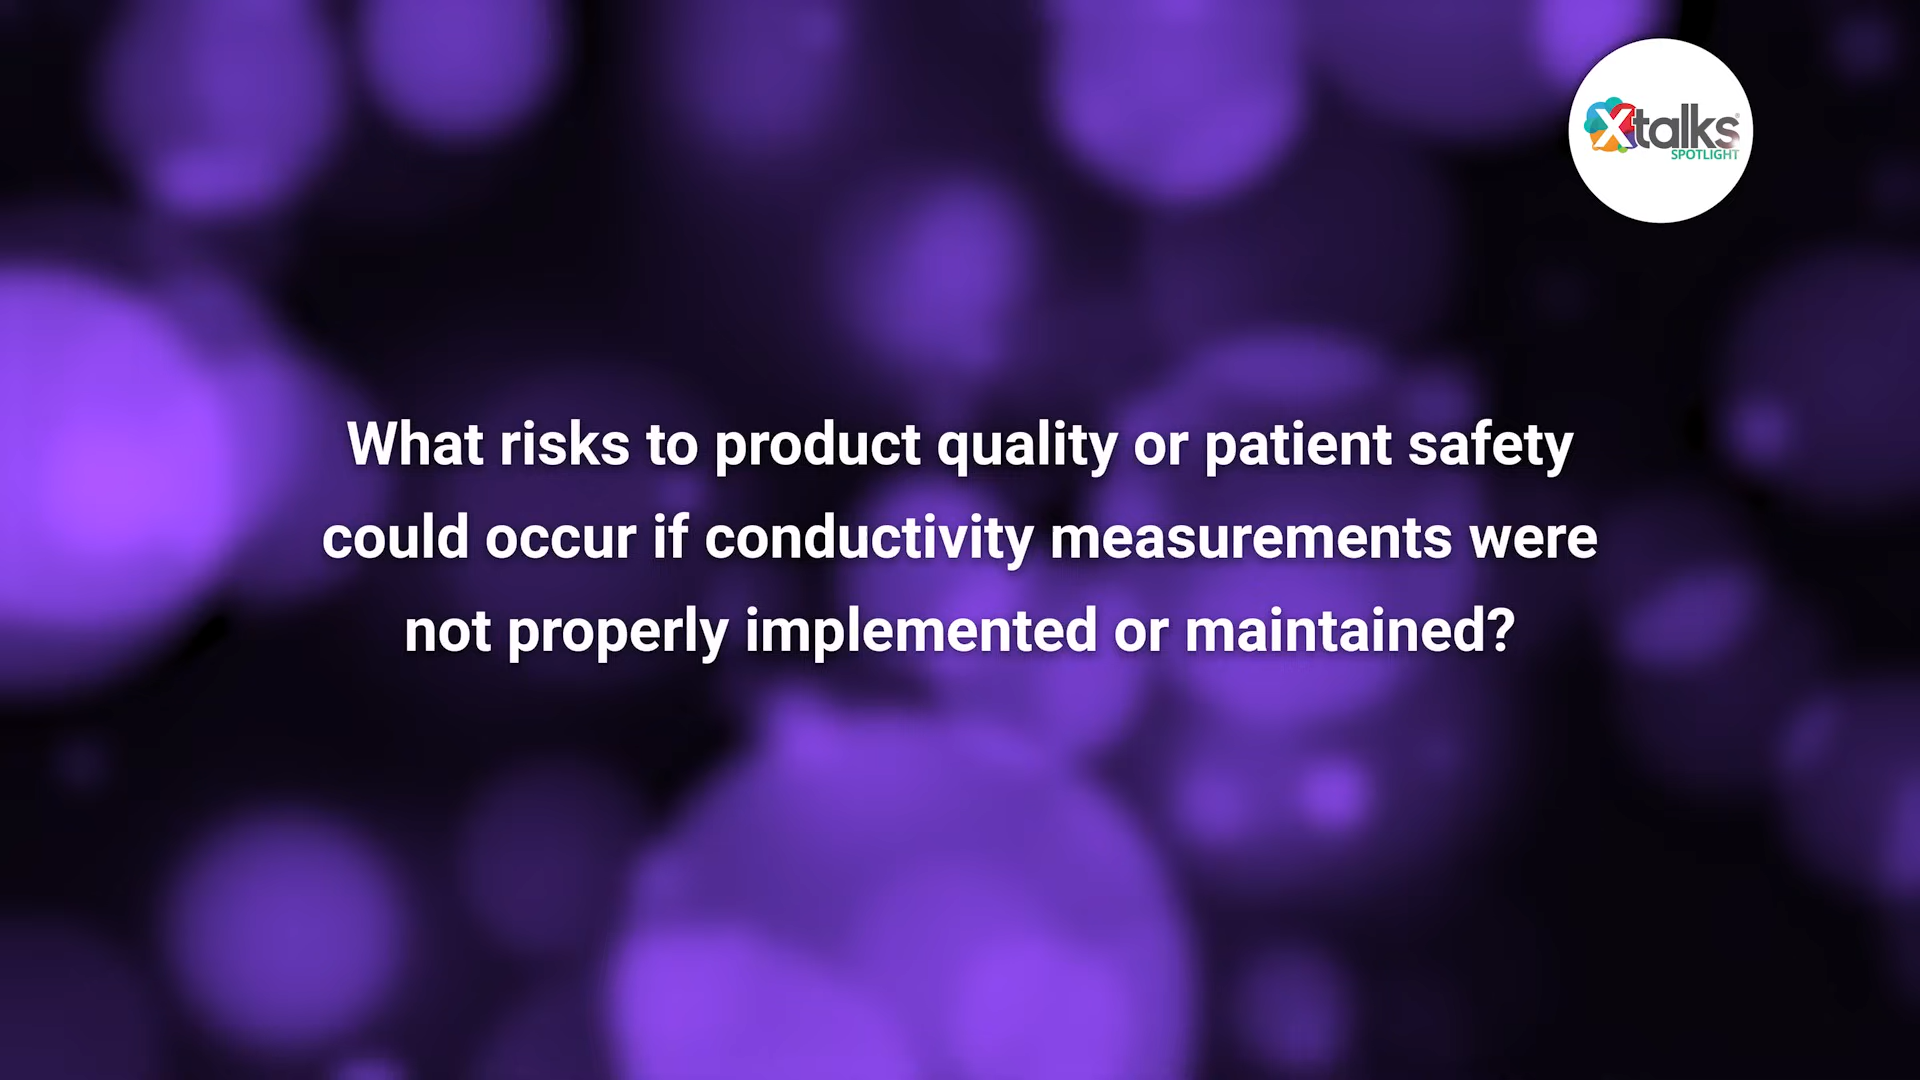 Xtalks
SPOTLIGHT
What risks to product quality or patient safety
could occur if conductivity measurements were
not properly implemented or maintained?